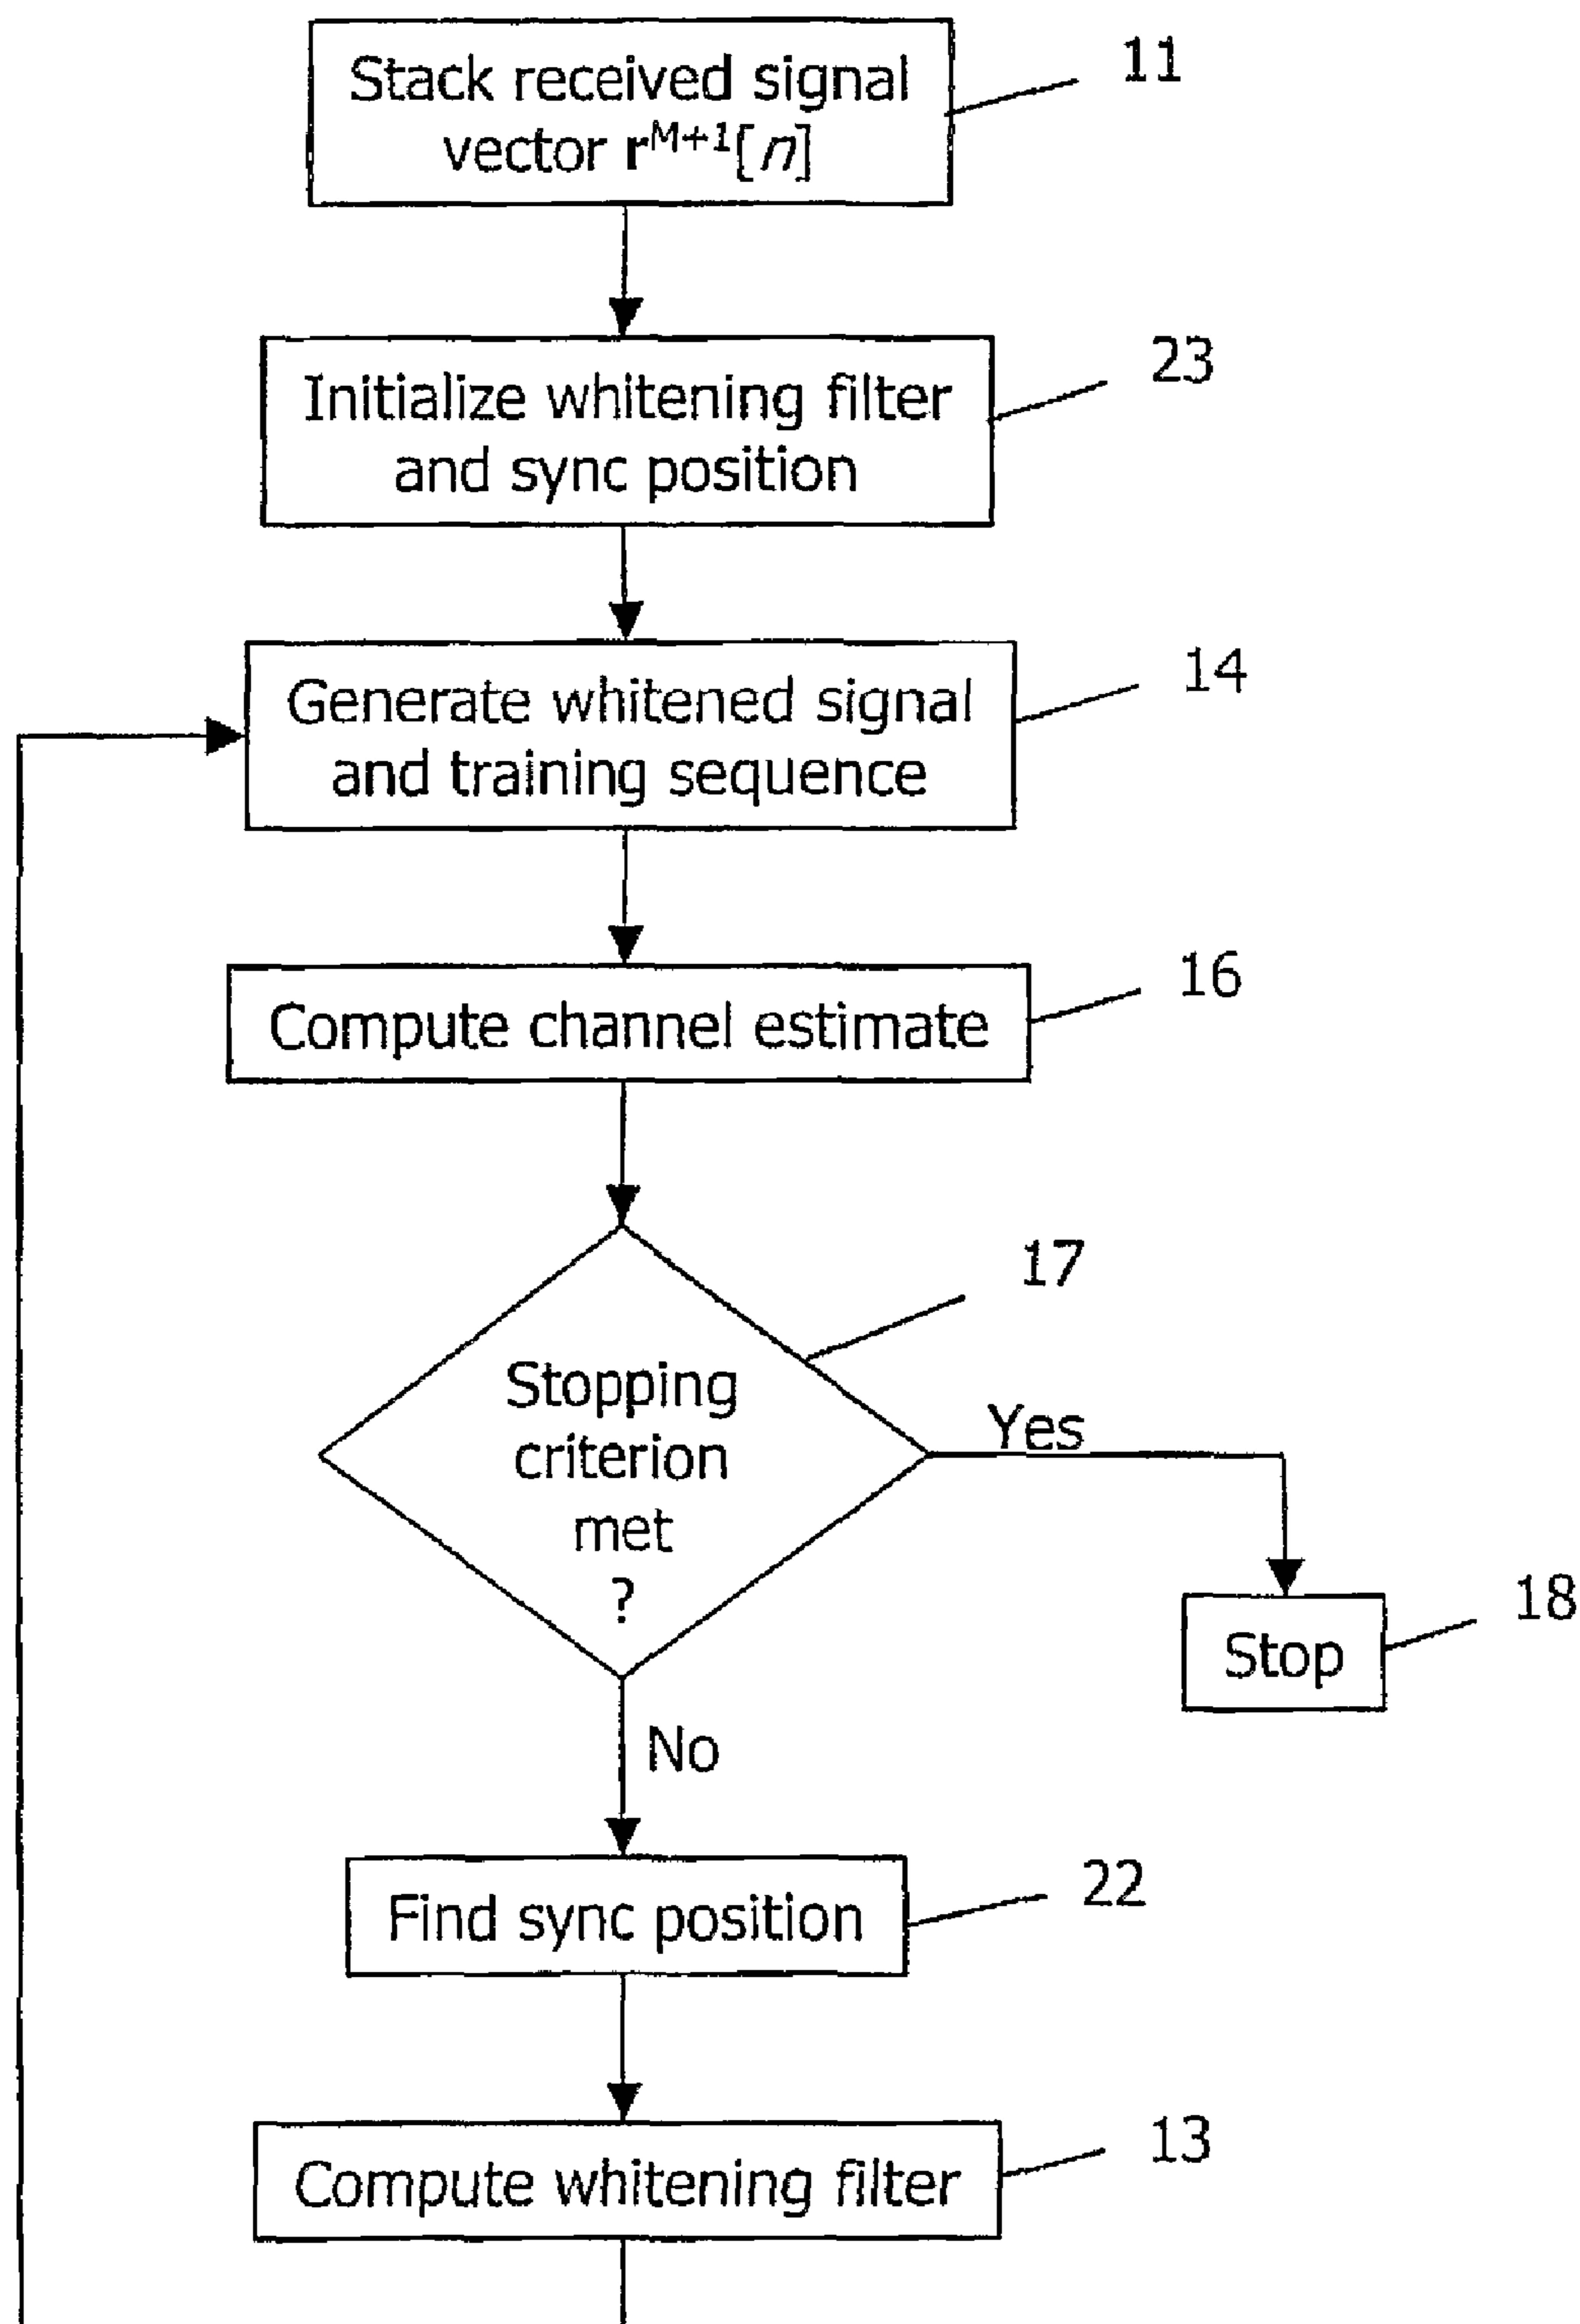 Stack received signal
vector r^M+1[n]
11
Initialize whitening filter
and sync position
23
Generate whitened signal
and training sequence
14
Compute channel estimate
16
Stopping
criterion
met
?
17
Yes
Stop
18
No
Find sync position
22
Compute whitening filter
13